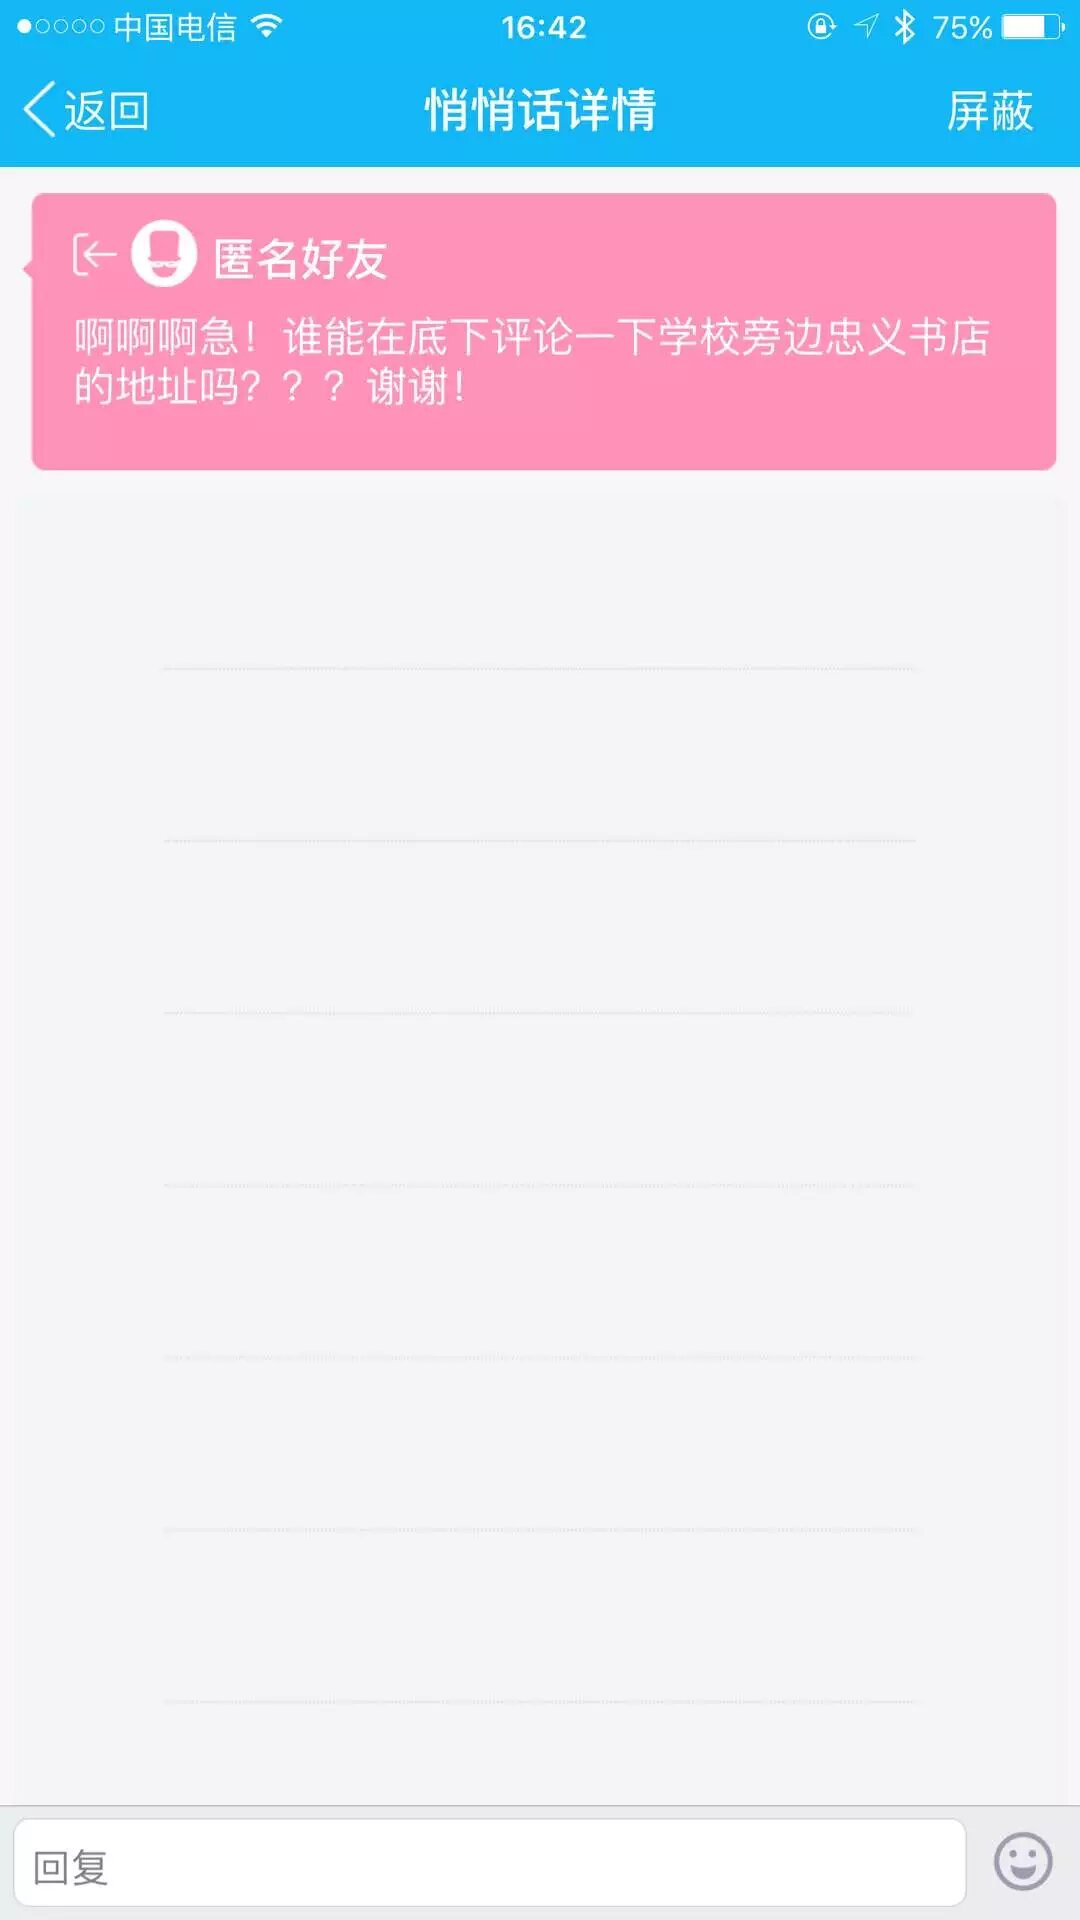 中国电信 16:42 75%
返回 悄悄话详情 屏蔽
匿名好友
啊啊啊急！谁能在底下评论一下学校旁边忠义书店
的地址吗？？？谢谢！
回复